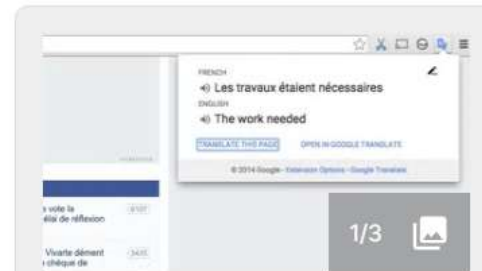 FRENCH
Les travaux étaient nécessaires
ENGLISH
The work needed
TRANSLATE THIS PAGE OPEN IN GOOGLE TRANSLATE
© 2014 Google - Extension Options - Google Translate
a vote la
élai de réflexion
Vivarte dément
chèque de
1/3